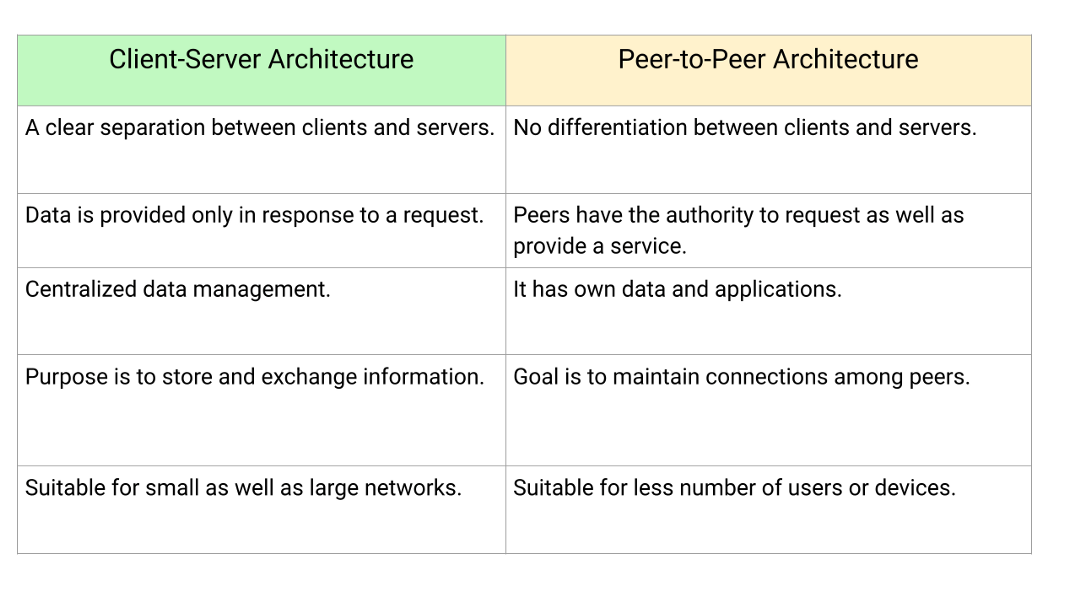 Client-Server Architecture
Peer-to-Peer Architecture
A clear separation between clients and servers.
No differentiation between clients and servers.
Data is provided only in response to a request.
Peers have the authority to request as well as
provide a service.
Centralized data management.
It has own data and applications.
Purpose is to store and exchange information.
Goal is to maintain connections among peers.
Suitable for small as well as large networks.
Suitable for less number of users or devices.